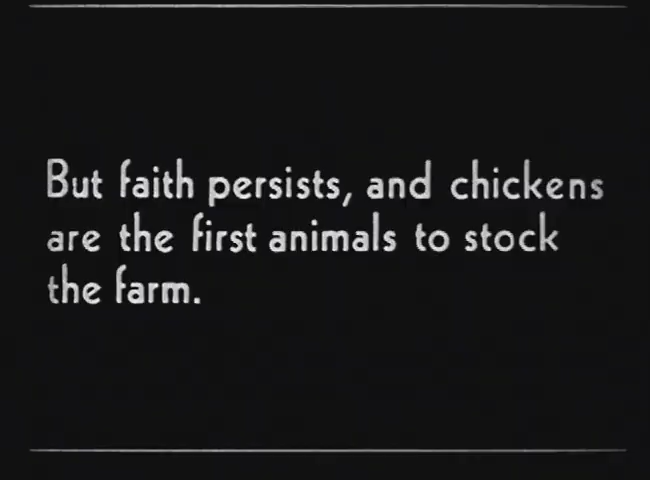 But faith persists, and chickens
are the first animals to stock
the farm.